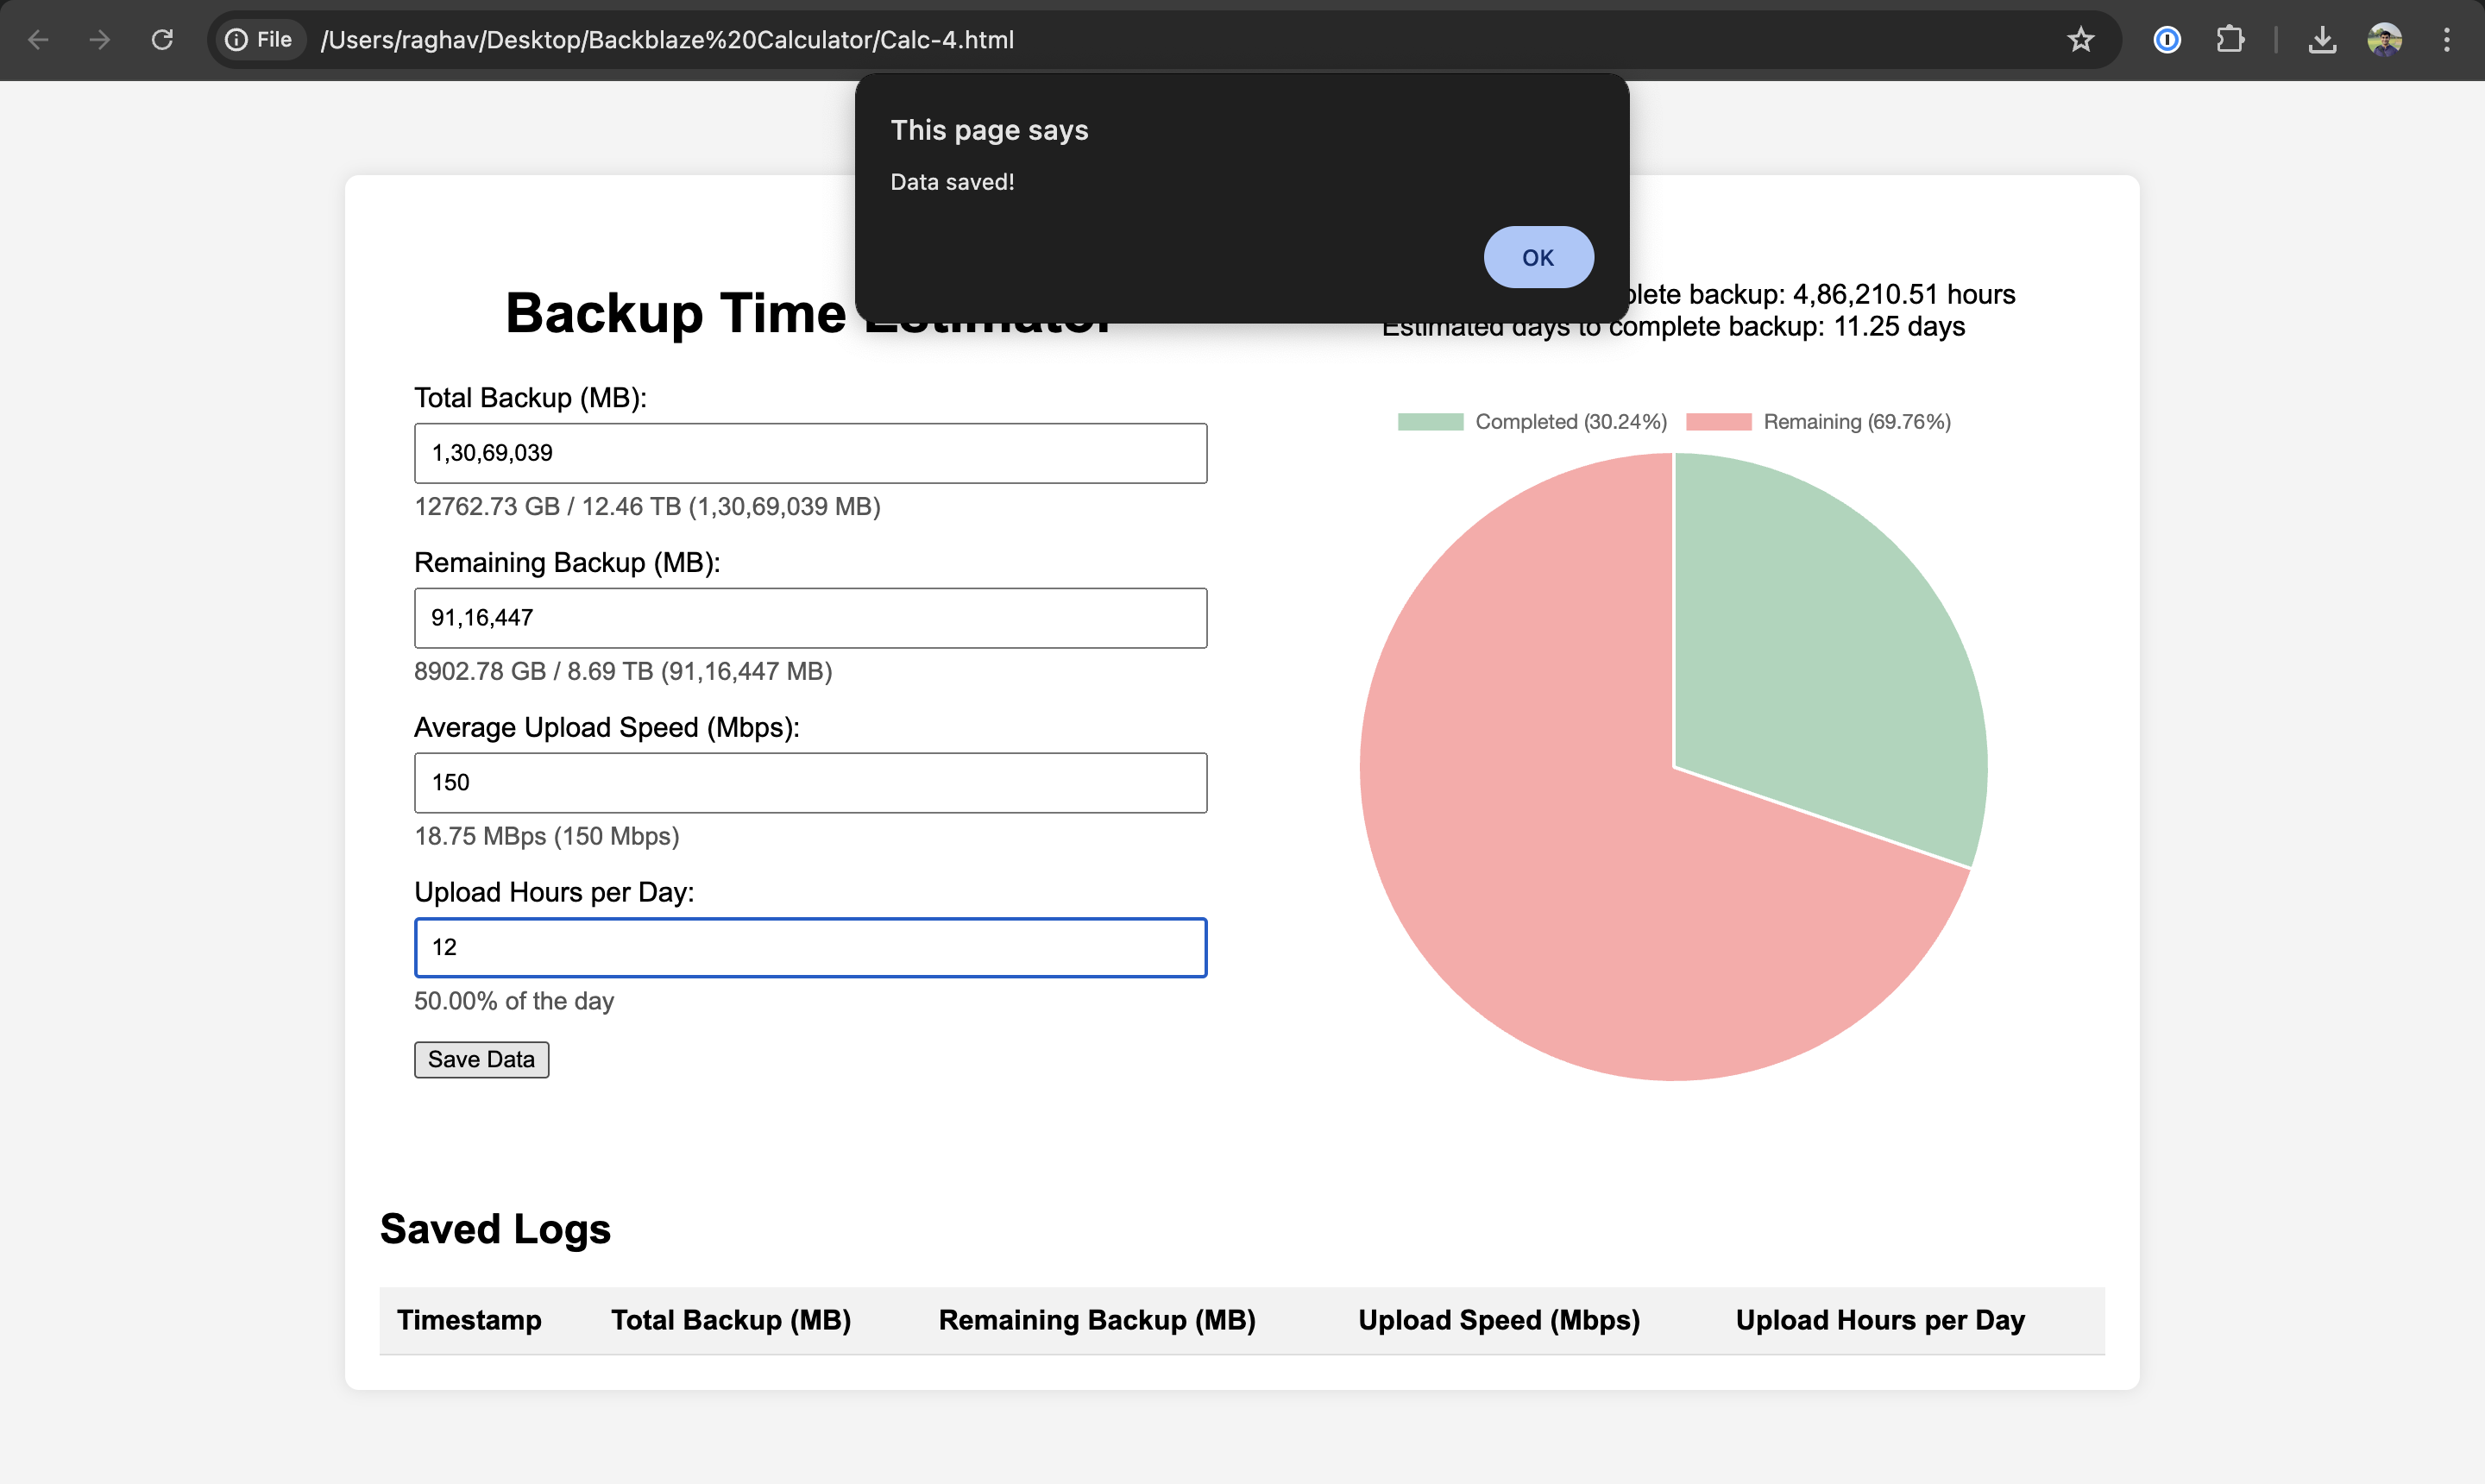 File /Users/raghav/Desktop/Backblaze%20Calculator/Calc-4.html
This page says
Data saved!
OK
Backup Time
plete backup: 4,86,210.51 hours
Estimated days to complete backup: 11.25 days
Total Backup (MB):
1,30,69,039
12762.73 GB / 12.46 TB (1,30,69,039 MB)
Remaining Backup (MB):
91,16,447
8902.78 GB / 8.69 TB (91,16,447 MB)
Average Upload Speed (Mbps):
150
18.75 MBps (150 Mbps)
Upload Hours per Day:
12
50.00% of the day
Save Data
Completed (30.24%) Remaining (69.76%)
Saved Logs
Timestamp Total Backup (MB) Remaining Backup (MB) Upload Speed (Mbps) Upload Hours per Day